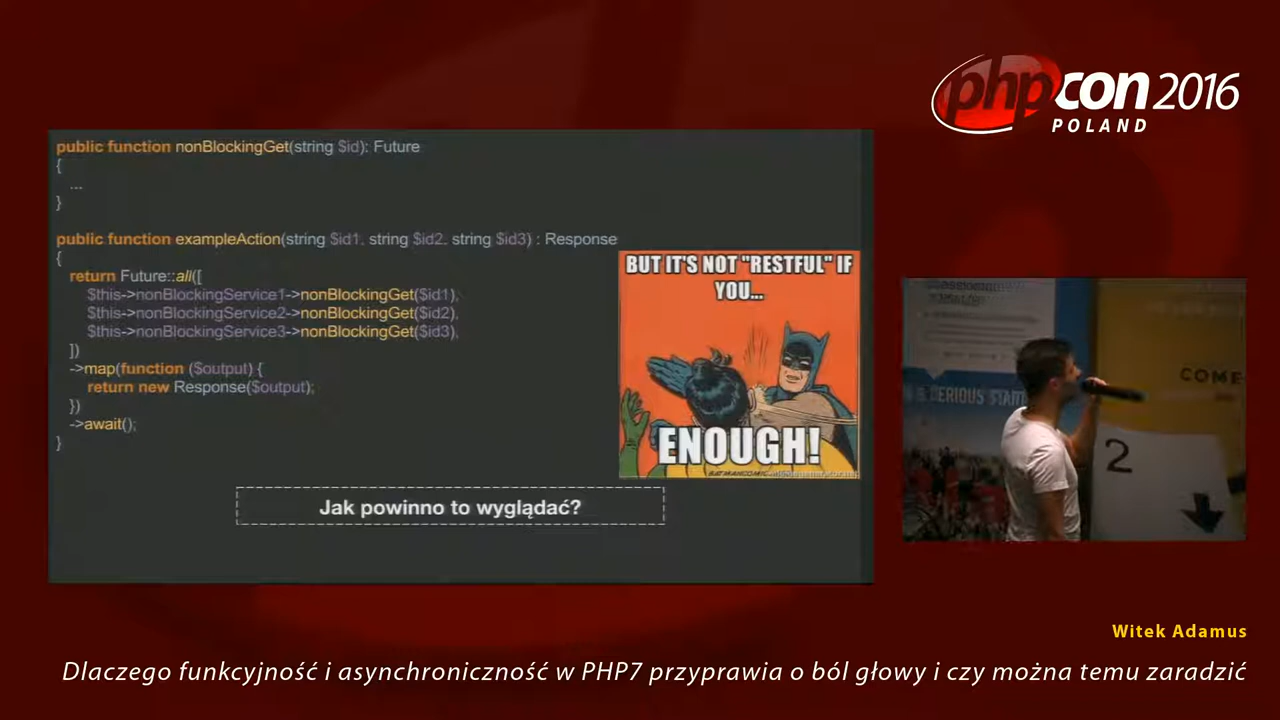 phpcon 2016
POLAND
public function nonBlockingGet(string $id): Future
{
...
}
public function exampleAction(string $id1, string $id2, string $id3) : Response
{
return Future::all([
$this->nonBlockingService1->nonBlockingGet($id1),
$this->nonBlockingService2->nonBlockingGet($id2),
$this->nonBlockingService3->nonBlockingGet($id3),
])
->map(function ($output) {
return new Response($output);
})
->await();
}
BUT IT'S NOT "RESTFUL" IF
YOU...
ENOUGH!
Jak powinno to wyglądać?
COME
2
Witek Adamus
Dlaczego funkcyjność i asynchroniczność w PHP7 przyprawia o ból głowy i czy można temu zaradzić